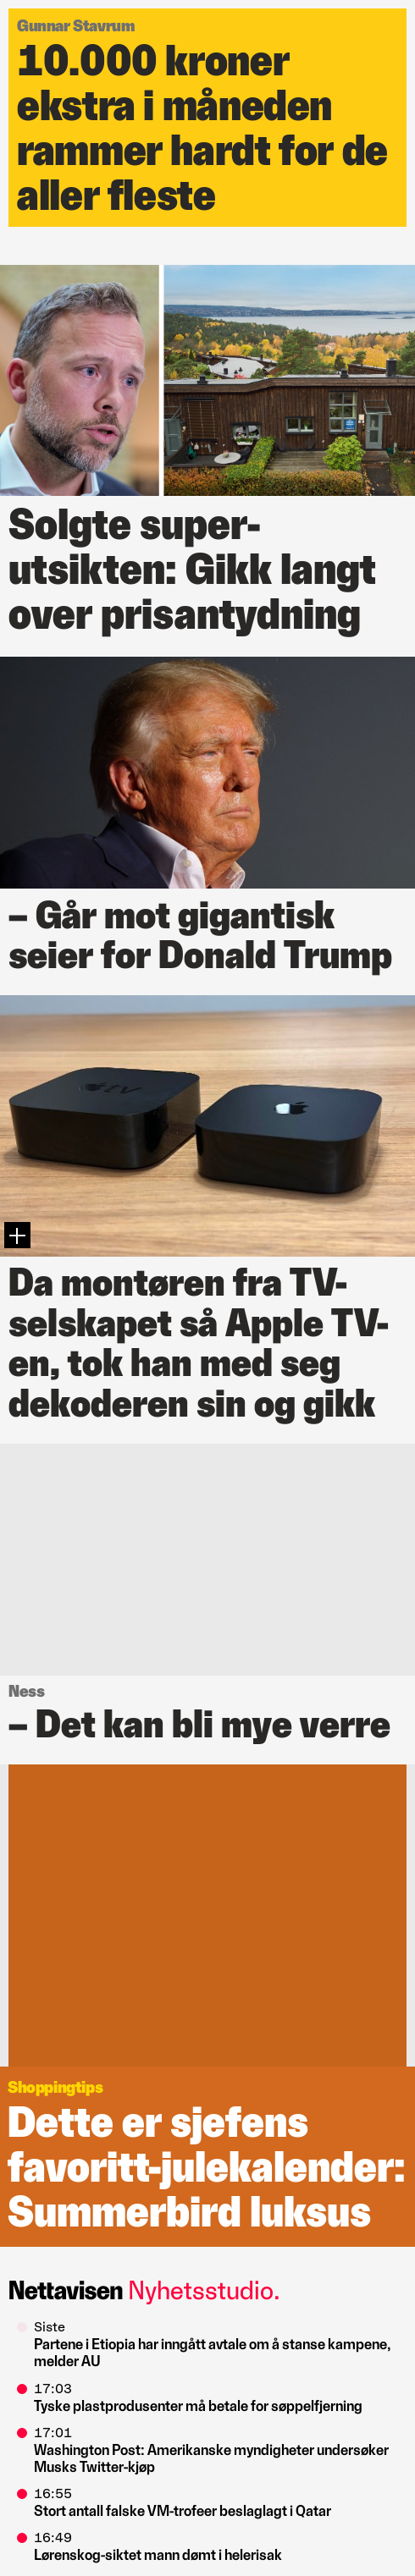 Gunnar Stavrum
10.000 kroner
ekstra i måneden
rammer hardt for de
aller fleste
Solgte super-
utsikten: Gikk langt
over prisantydning
– Går mot gigantisk
seier for Donald Trump
tv
Da montøren fra TV-
selskapet så Apple TV-
en, tok han med seg
dekoderen sin og gikk
Ness
– Det kan bli mye verre
Shoppingtips
Dette er sjefens
favoritt-julekalender:
Summerbird luksus
Nettavisen Nyhetsstudio.
Siste
Partene i Etiopia har inngått avtale om å stanse kampene,
melder AU
17:03
Tyske plastprodusenter må betale for søppelfjerning
17:01
Washington Post: Amerikanske myndigheter undersøker
Musks Twitter-kjøp
16:55
Stort antall falske VM-trofeer beslaglagt i Qatar
16:49
Lørenskog-siktet mann dømt i helerisak